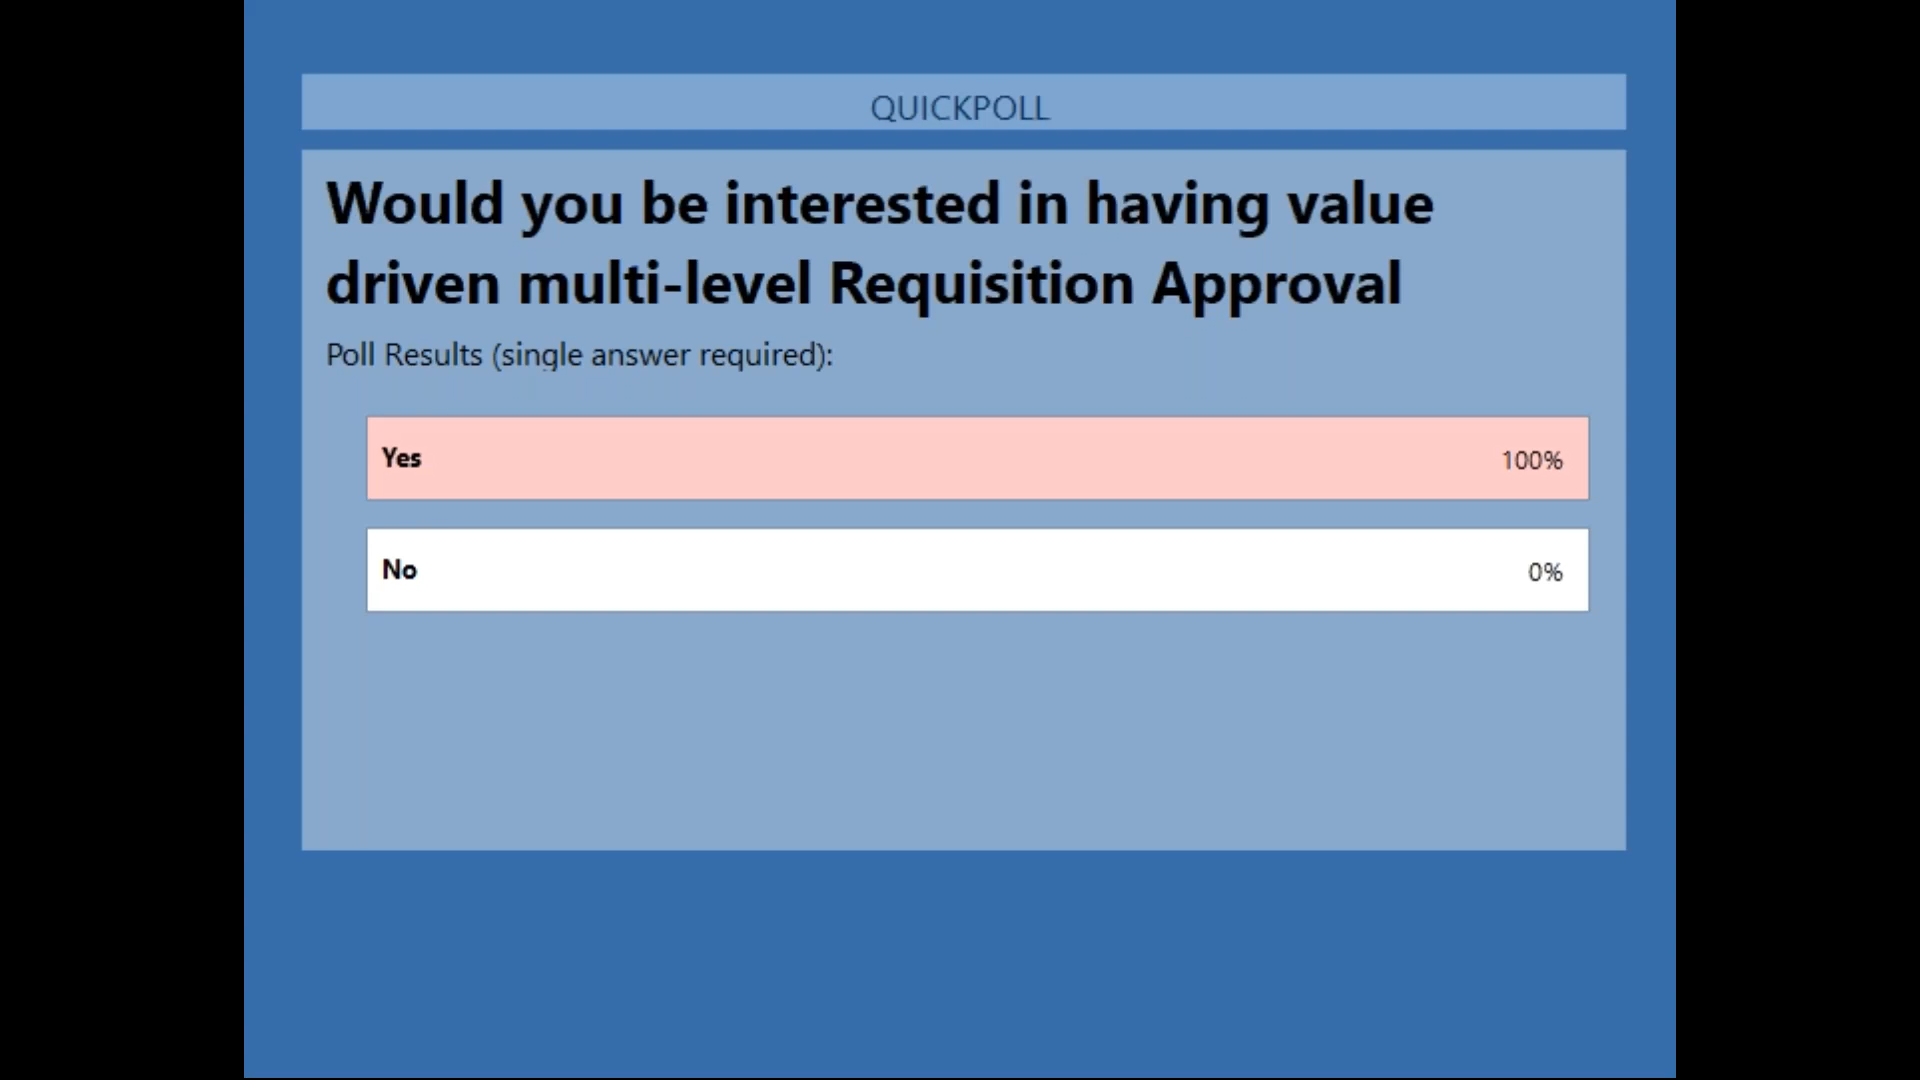 QUICKPOLL
Would you be interested in having value
driven multi-level Requisition Approval
Poll Results (single answer required):
Yes 100%
No 0%